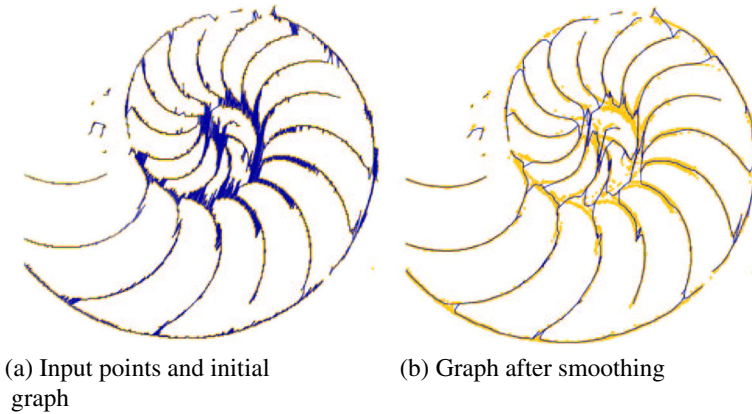 (a) Input points and initial
graph
(b) Graph after smoothing